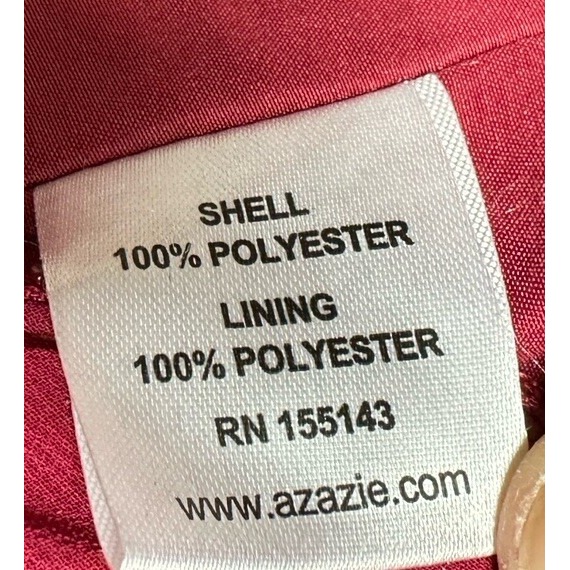 SHELL
100% POLYESTER
LINING
100% POLYESTER
RN 155143
www.azazie.com